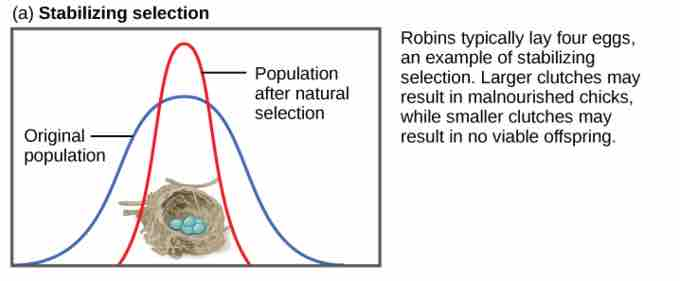 (a) Stabilizing selection
Population
after natural
selection
Original
population
Robins typically lay four eggs,
an example of stabilizing
selection. Larger clutches may
result in malnourished chicks,
while smaller clutches may
result in no viable offspring.